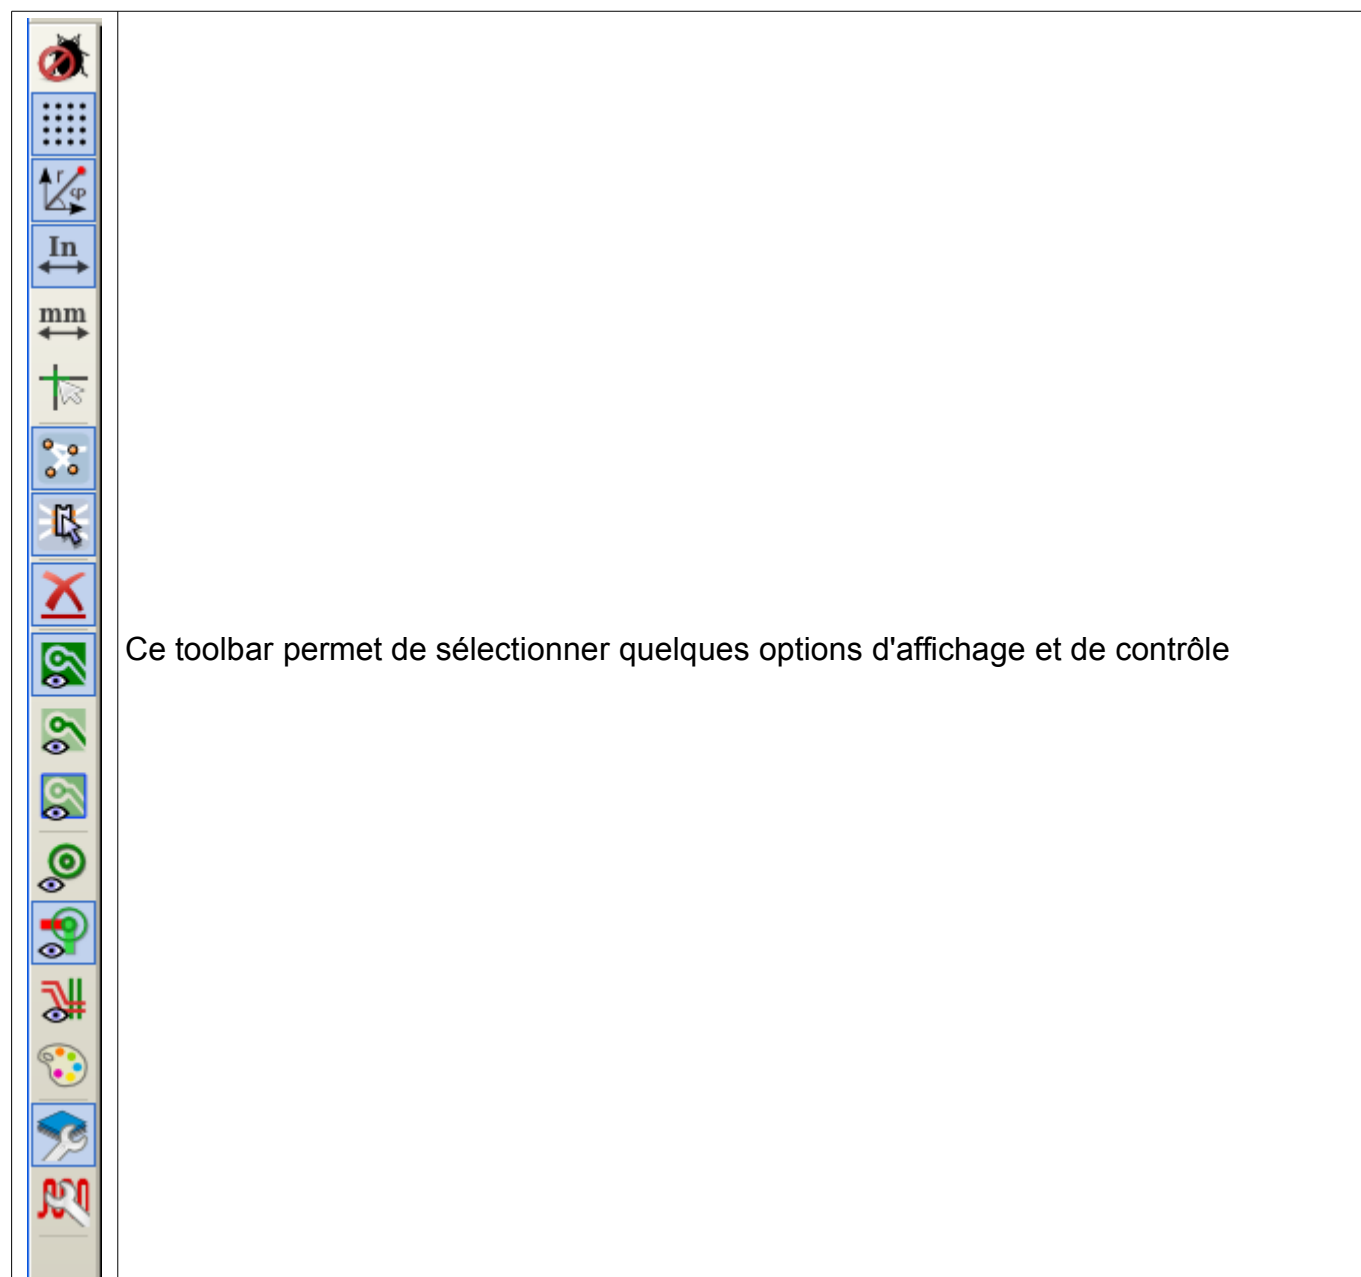 r
φ
In
mm
Ce toolbar permet de sélectionner quelques options d'affichage et de contrôle